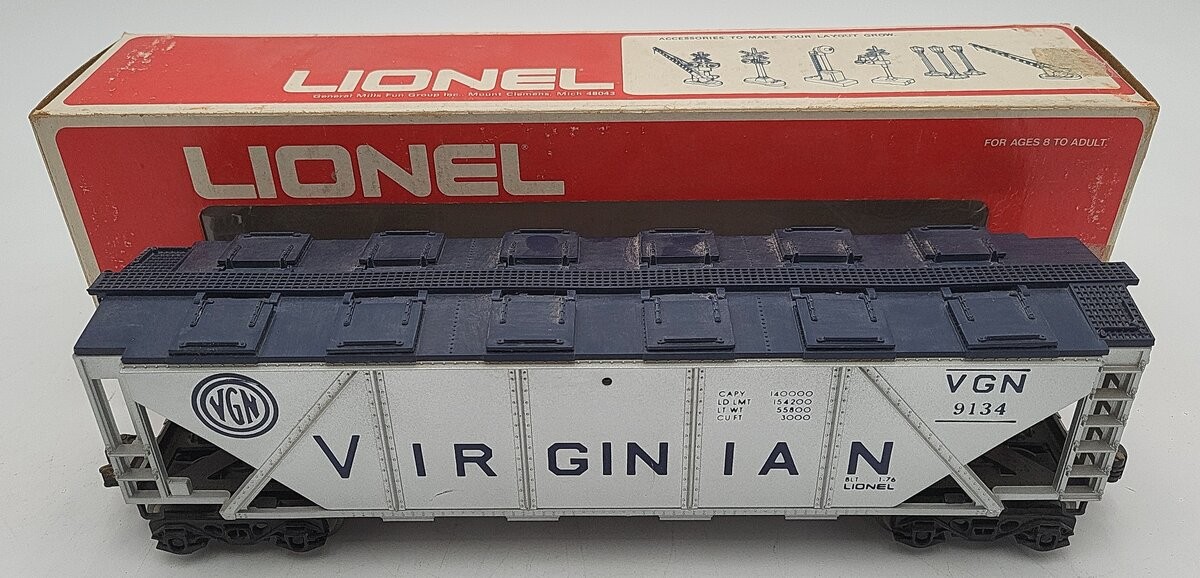 ACCESSORIES TO MAKE YOUR LAYOUT GROW
LIONEL
General Mills Fun Group Inc. Mount Clemens, Mich 48043
FOR AGES 8 TO ADULT.
LIONEL
VGN
CAPY 140000
LD LMT 154200
LT WT 55800
CU FT 3000
VGN
9134
VIRGINIAN
BLT 1-76
LIONEL